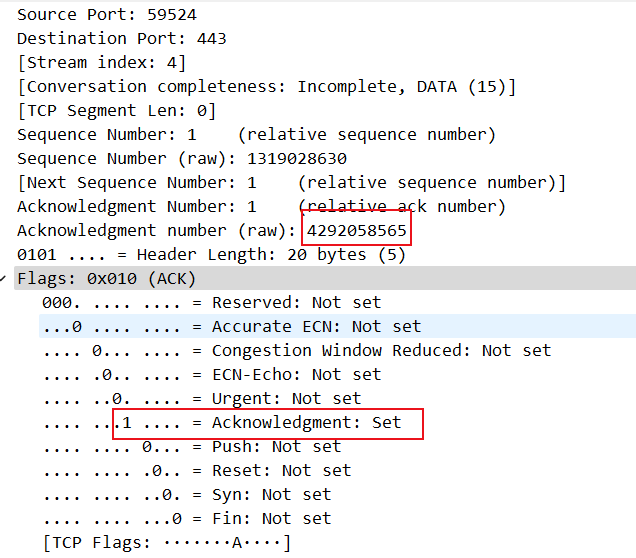 Source Port: 59524
Destination Port: 443
[Stream index: 4]
[Conversation completeness: Incomplete, DATA (15)]
[TCP Segment Len: 0]
Sequence Number: 1    (relative sequence number)
Sequence Number (raw): 1319028630
[Next Sequence Number: 1    (relative sequence number)]
Acknowledgment Number: 1    (relative ack number)
Acknowledgment number (raw): 4292058565
0101 .... = Header Length: 20 bytes (5)
Flags: 0x010 (ACK)
000. .... .... = Reserved: Not set
...0 .... .... = Accurate ECN: Not set
.... 0... .... = Congestion Window Reduced: Not set
.... .0.. .... = ECN-Echo: Not set
.... ..0. .... = Urgent: Not set
.... ...1 .... = Acknowledgment: Set
.... .... 0... = Push: Not set
.... .... .0.. = Reset: Not set
.... .... ..0. = Syn: Not set
.... .... ...0 = Fin: Not set
[TCP Flags: ·······A····]